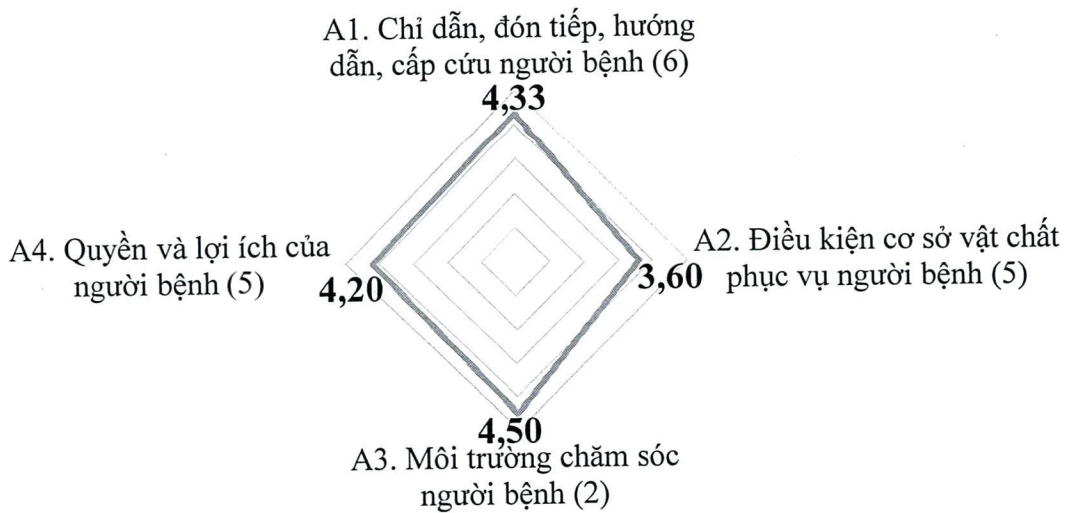 A1. Chỉ dẫn, đón tiếp, hướng
dẫn, cấp cứu người bệnh (6)
4,33
A2. Điều kiện cơ sở vật chất
3,60 phục vụ người bệnh (5)
A4. Quyền và lợi ích của
người bệnh (5)
4,20
4,50
A3. Môi trường chăm sóc
người bệnh (2)